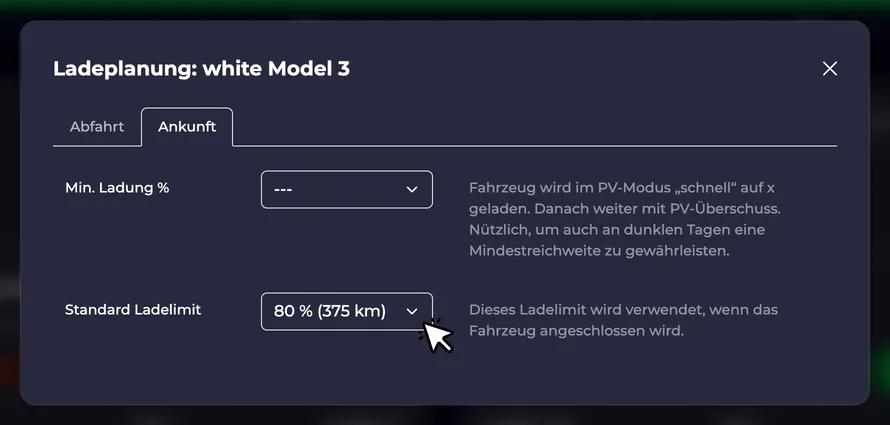 Ladeplanung: white Model 3
Abfahrt
Ankunft
Min. Ladung %
---
Fahrzeug wird im PV-Modus „schnell“ auf x
geladen. Danach weiter mit PV-Überschuss.
Nützlich, um auch an dunklen Tagen eine
Mindestreichweite zu gewährleisten.
Standard Ladelimit
80 % (375 km)
Dieses Ladelimit wird verwendet, wenn das
Fahrzeug angeschlossen wird.